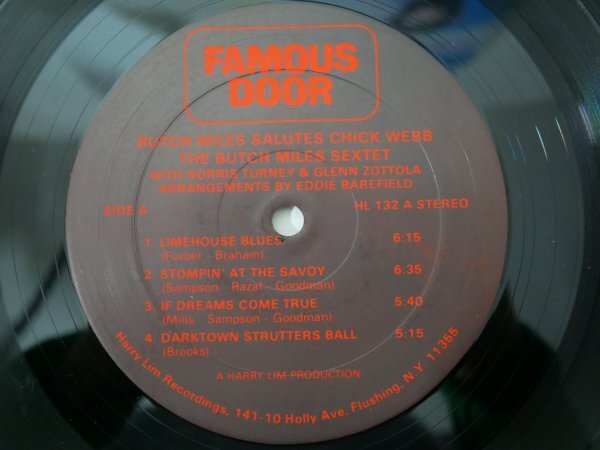 FAMOUS
DOOR
BUTCH MILES SALUTES CHICK WEBB
THE BUTCH MILES SEXTET
WITH NORRIS TURNEY & GLENN ZOTTOLA
ARRANGEMENTS BY EDDIE BAREFIELD
SIDE A HL 132 A STEREO
1. LIMEHOUSE BLUES 6:15
(Furber - Braham)
2. STOMPIN' AT THE SAVOY 6:35
(Sampson - Razaf - Goodman)
3. IF DREAMS COME TRUE 5:40
(Mills - Sampson - Goodman)
4. DARKTOWN STRUTTERS BALL 5:15
(Brooks)
A HARRY LIM PRODUCTION
Harry Lim Recordings, 141-10 Holly Ave. Flushing, N.Y. 11355